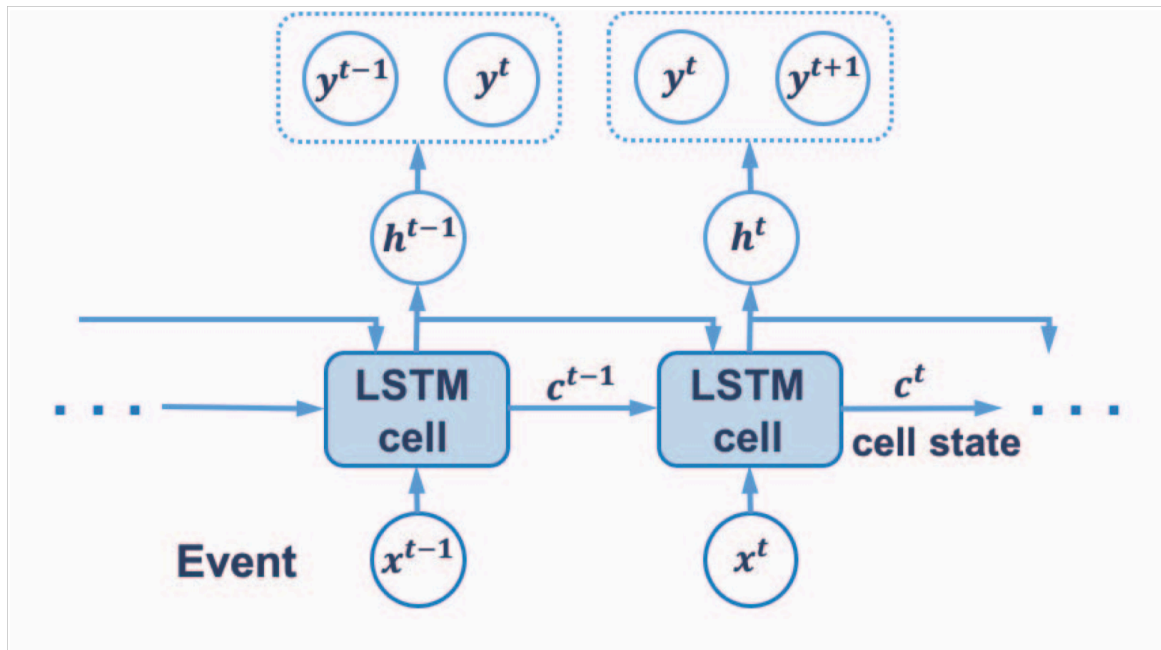 y^{t-1} y^t y^t y^{t+1}
h^{t-1} h^t
LSTM cell
c^{t-1}
LSTM cell
c^t
. . .
. . .
cell state
Event
x^{t-1} x^t